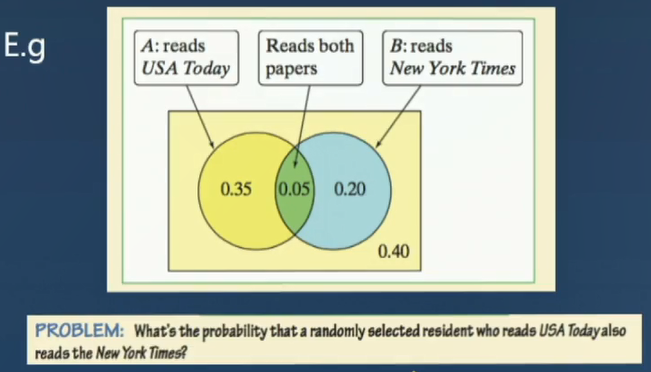 E.g
A: reads
USA Today
Reads both
papers
B: reads
New York Times
0.35
0.05
0.20
0.40
PROBLEM: What's the probability that a randomly selected resident who reads USA Today also
reads the New York Times?